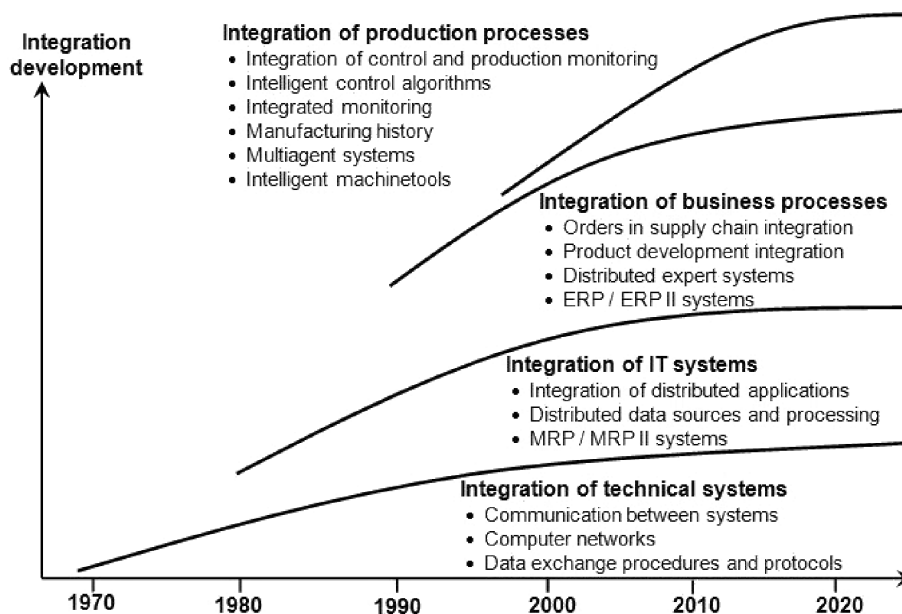 Integration
development
Integration of production processes
• Integration of control and production monitoring
• Intelligent control algorithms
• Integrated monitoring
• Manufacturing history
• Multiagent systems
• Intelligent machinetools
Integration of business processes
• Orders in supply chain integration
• Product development integration
• Distributed expert systems
• ERP / ERP II systems
Integration of IT systems
• Integration of distributed applications
• Distributed data sources and processing
• MRP / MRP II systems
Integration of technical systems
• Communication between systems
• Computer networks
• Data exchange procedures and protocols
1970 1980 1990 2000 2010 2020